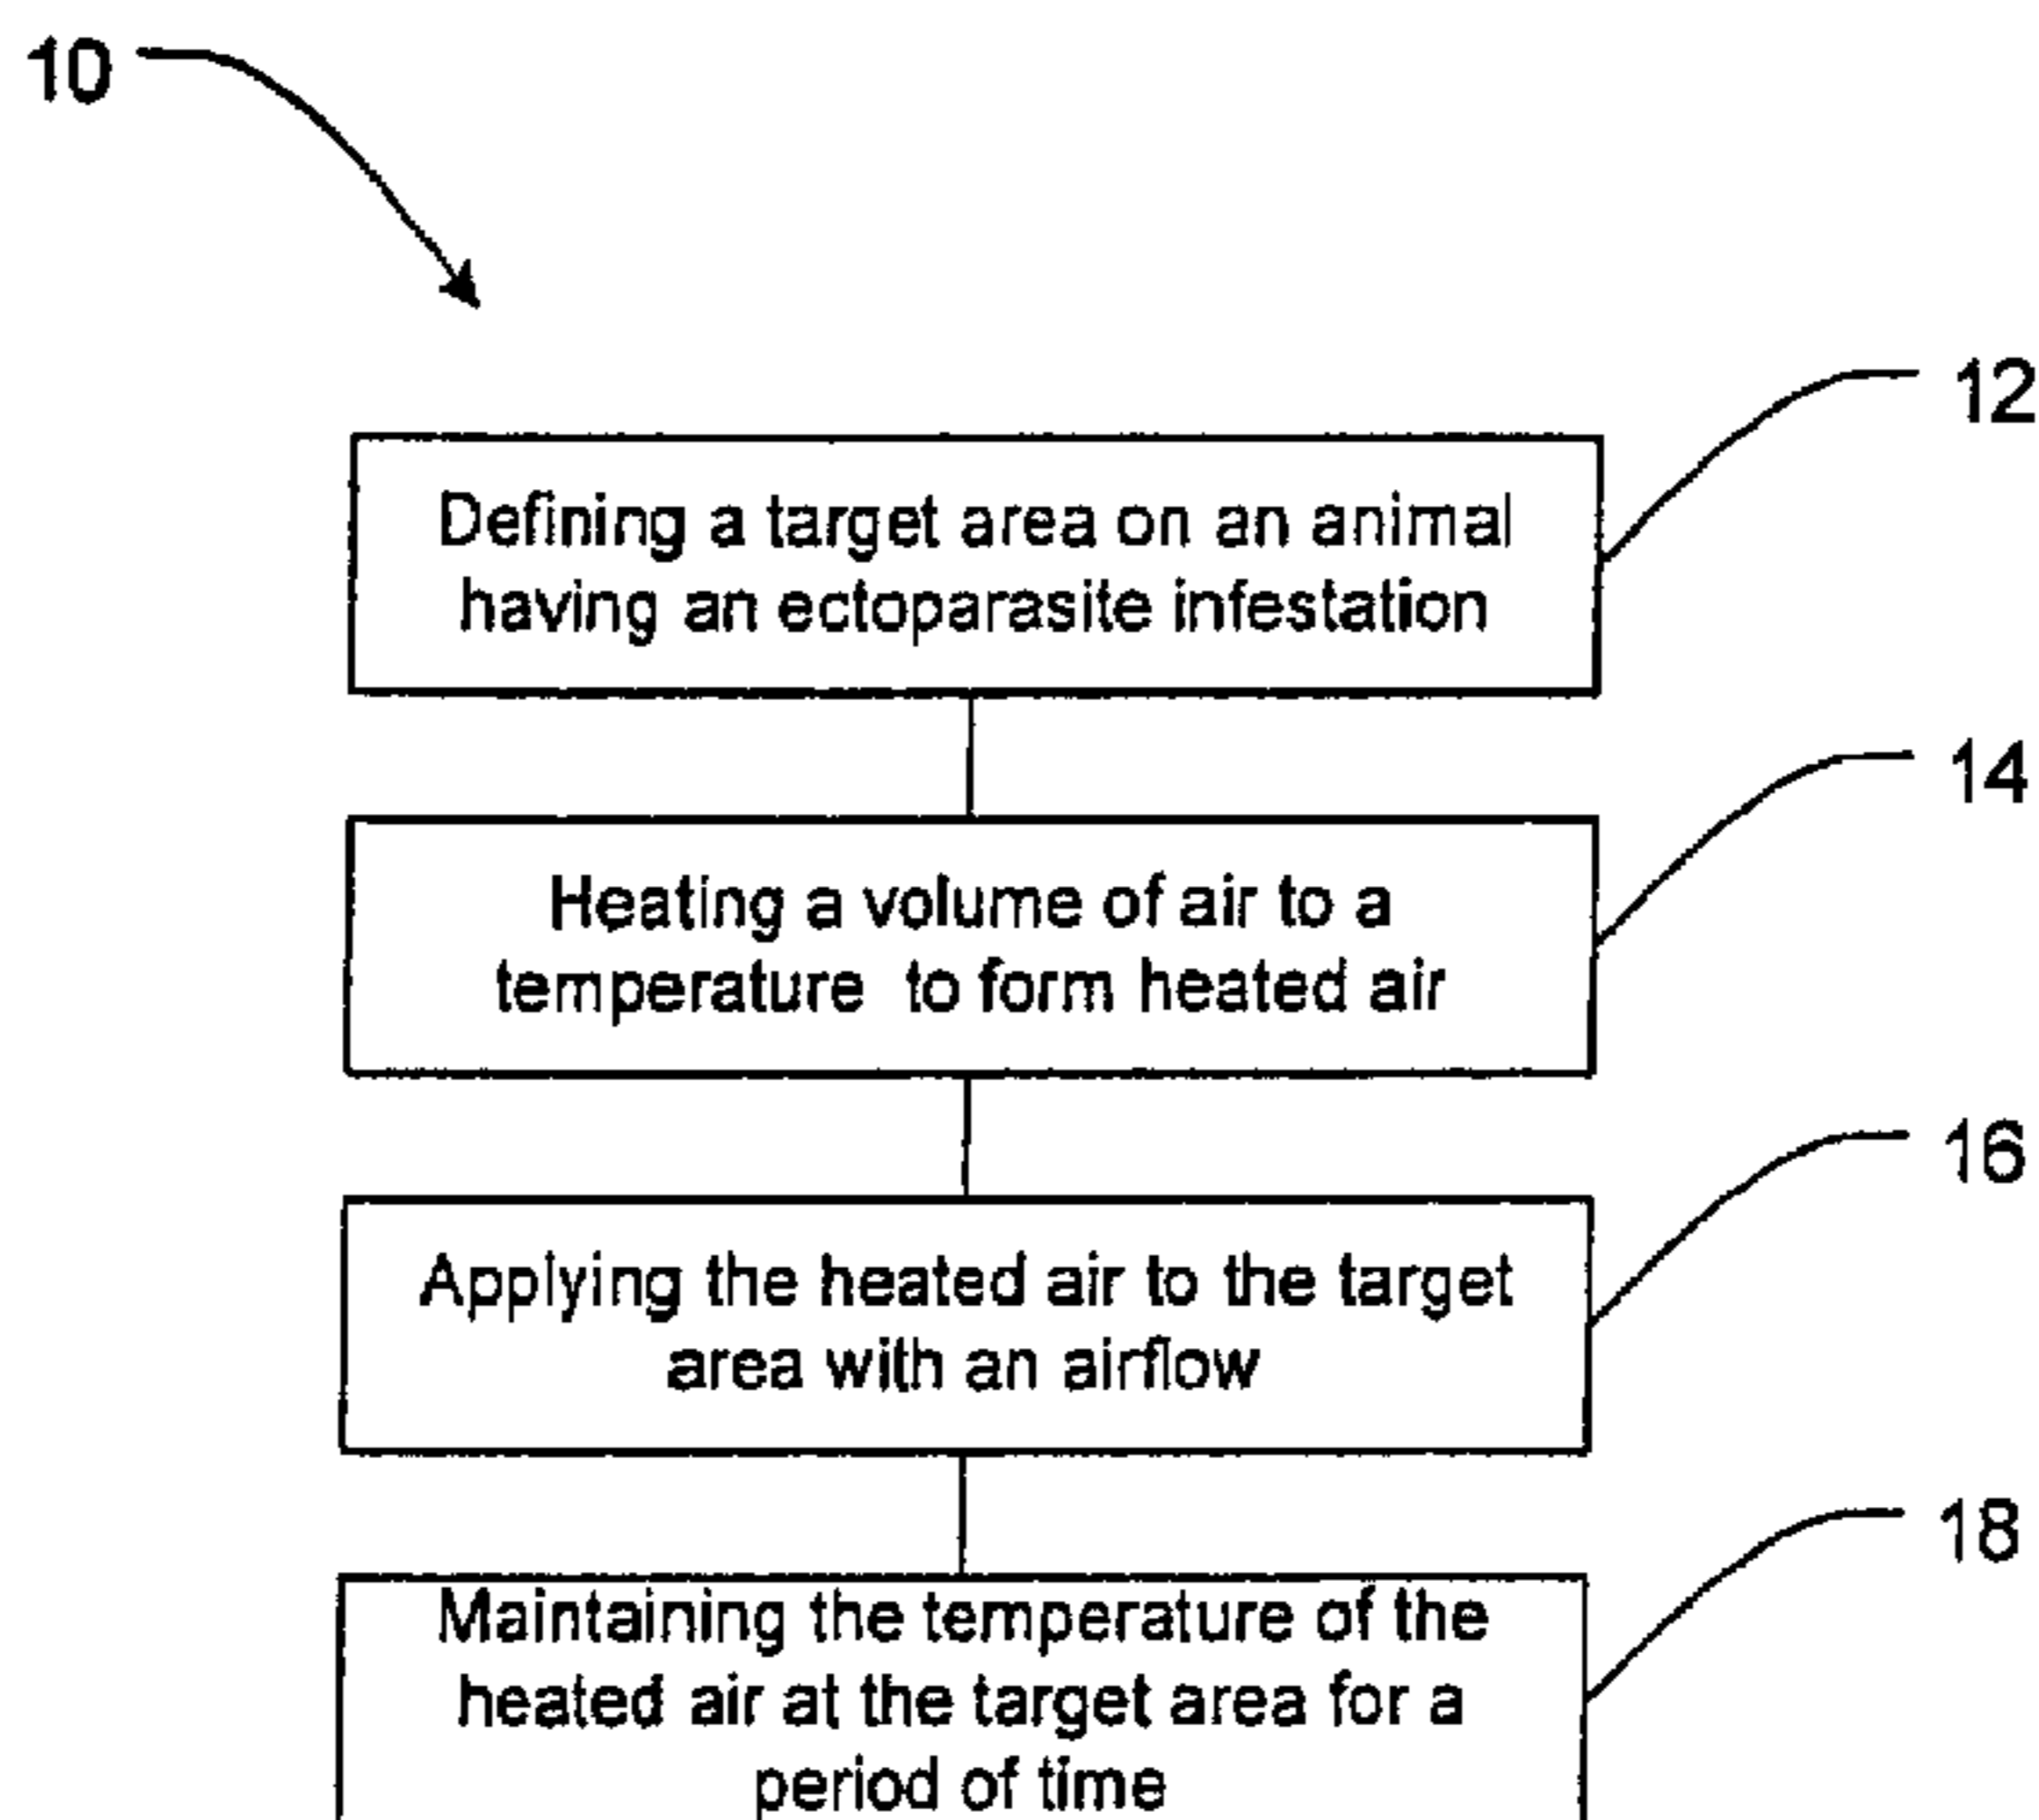 10
12
Defining a target area on an animal
having an ectoparasite infestation
14
Heating a volume of air to a
temperature to form heated air
16
Applying the heated air to the target
area with an airflow
18
Maintaining the temperature of the
heated air at the target area for a
period of time